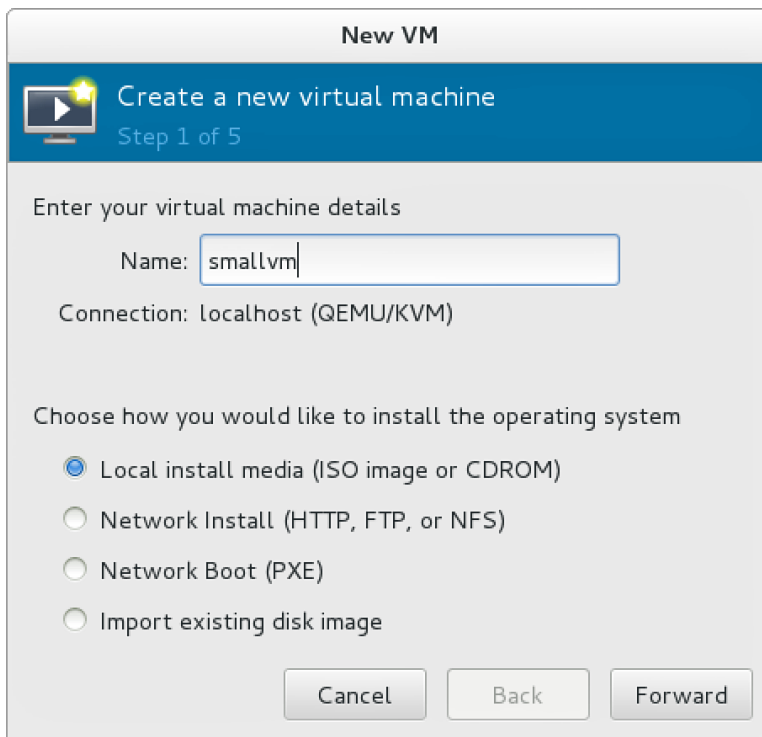 New VM
Create a new virtual machine
Step 1 of 5
Enter your virtual machine details
Name: smallvm
Connection: localhost (QEMU/KVM)
Choose how you would like to install the operating system
Local install media (ISO image or CDROM)
Network Install (HTTP, FTP, or NFS)
Network Boot (PXE)
Import existing disk image
Cancel Back Forward